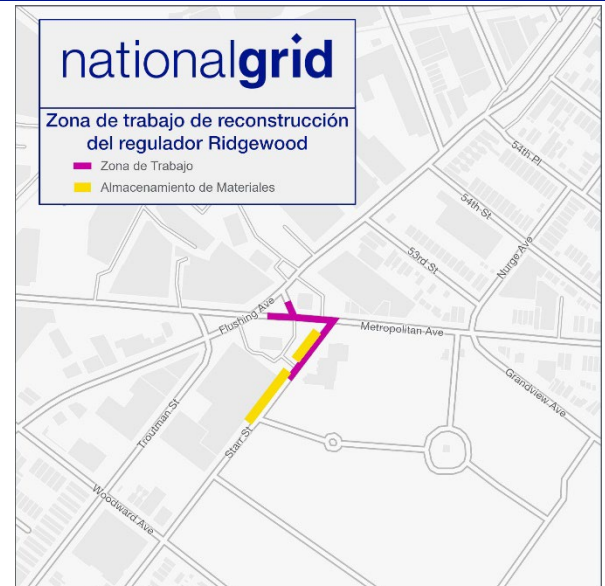 nationalgrid
Zona de trabajo de reconstrucción
del regulador Ridgewood
Zona de Trabajo
Almacenamiento de Materiales
54th Pl
54th St
53rd St
Nurge Ave
Flushing Ave
Metropolitan Ave
Grandview Ave
Troutman St
Starr St
Woodward Ave